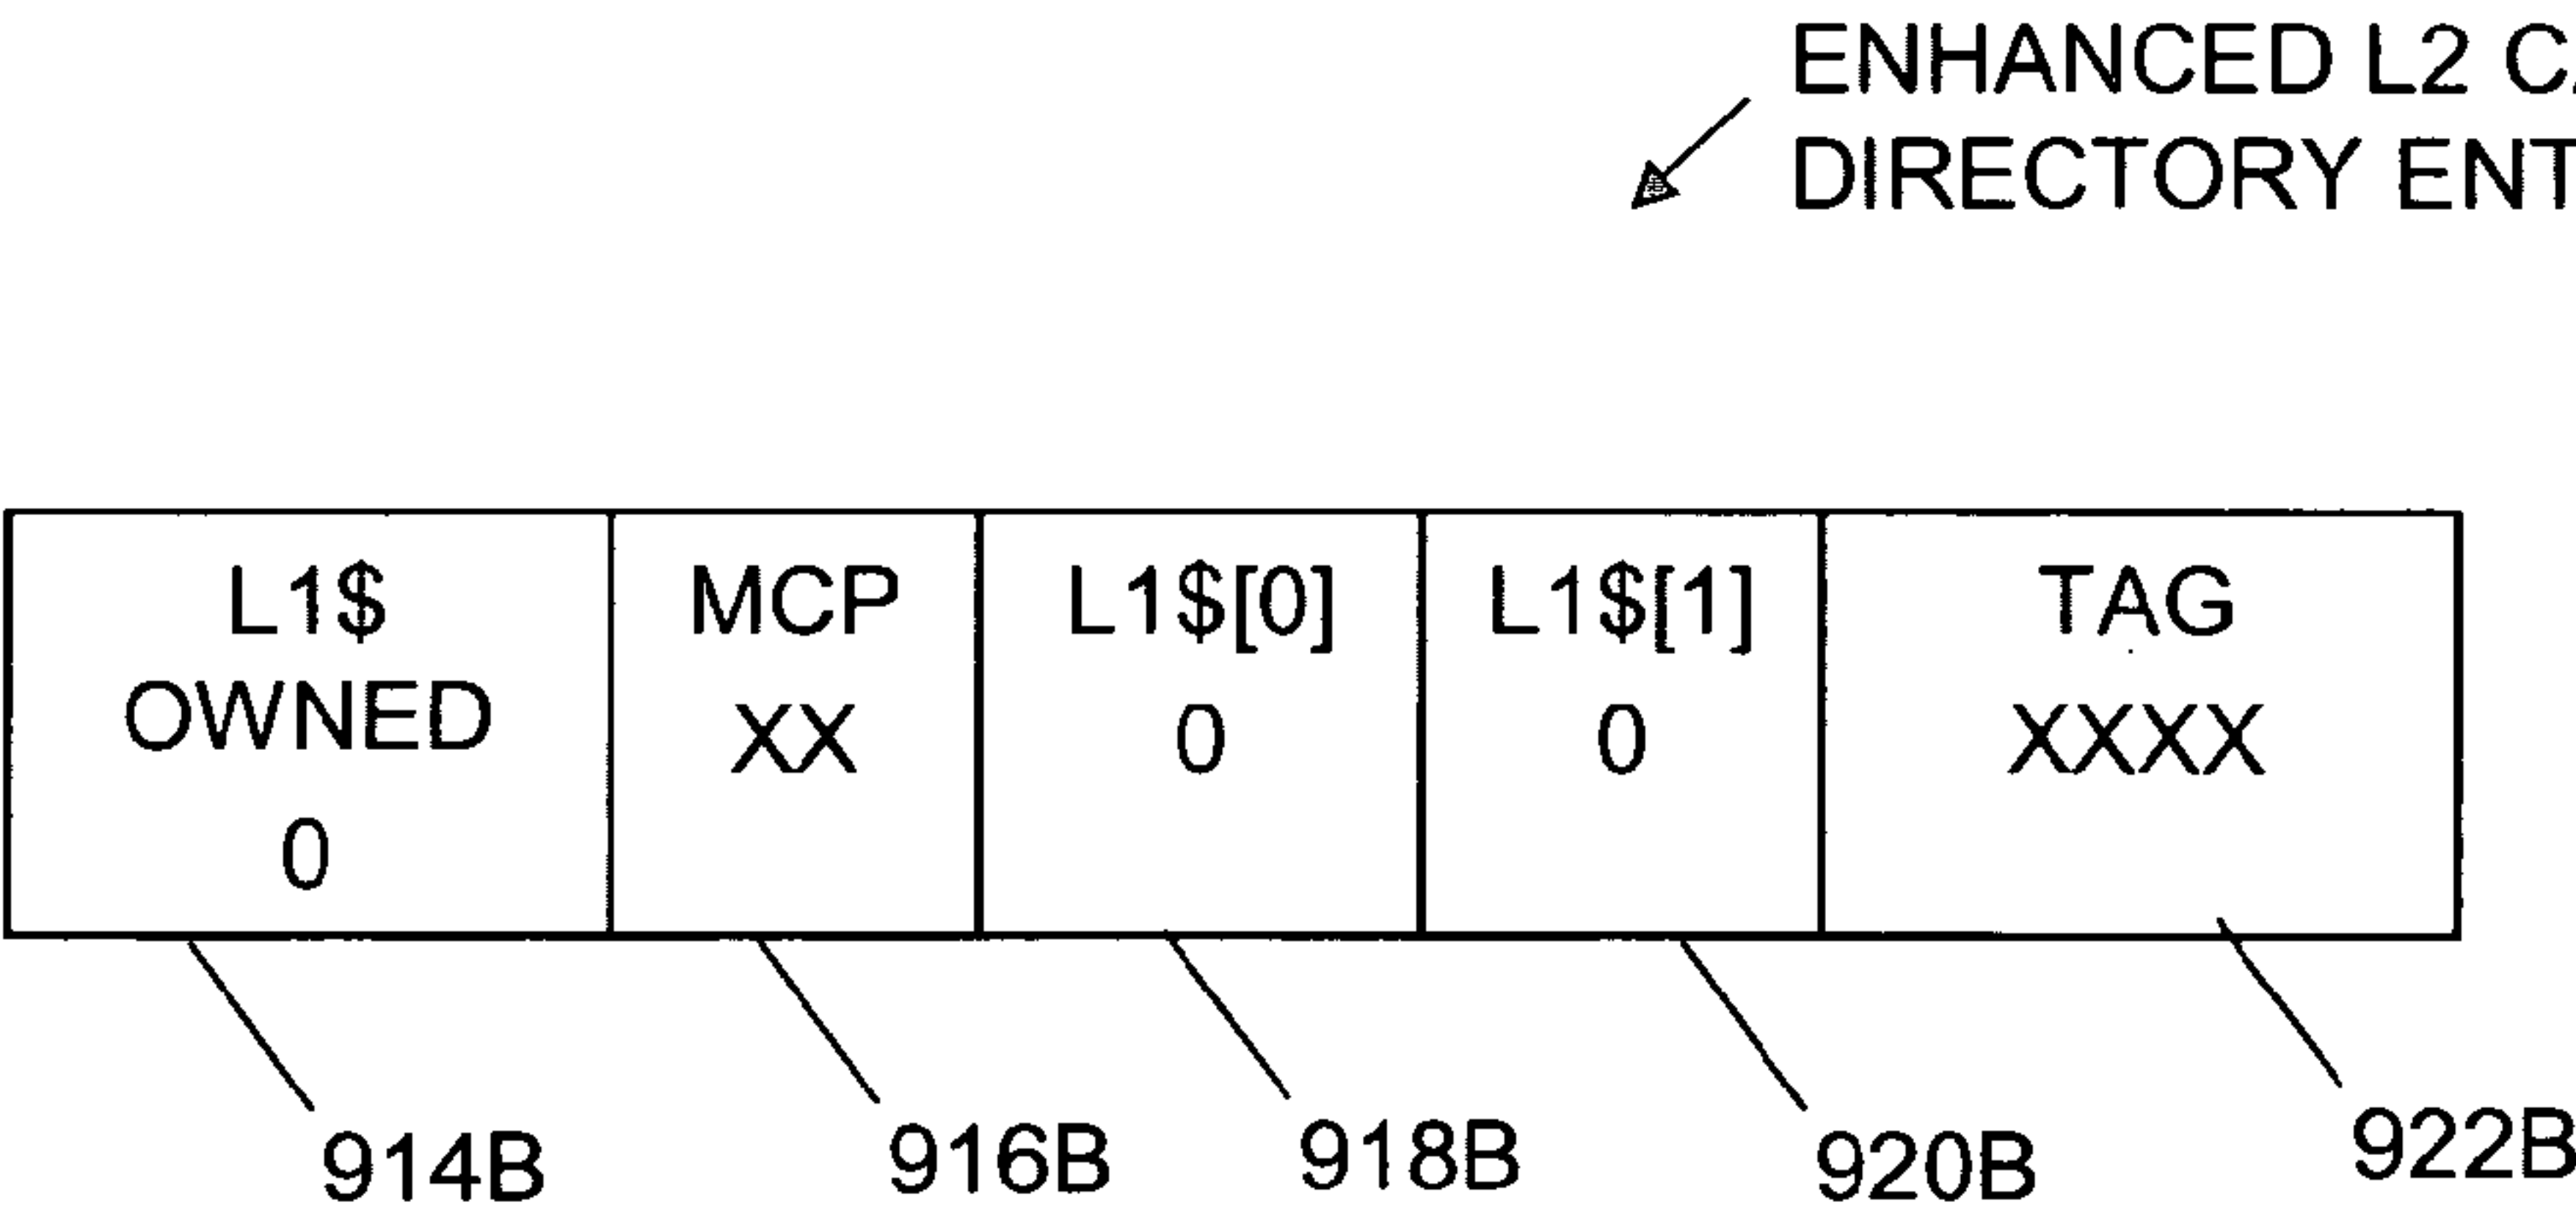 ENHANCED L2
DIRECTORY
L1$ OWNED 0
MCP XX
L1$[0] 0
L1$[1] 0
TAG XXXX
914B
916B
918B
920B
922B